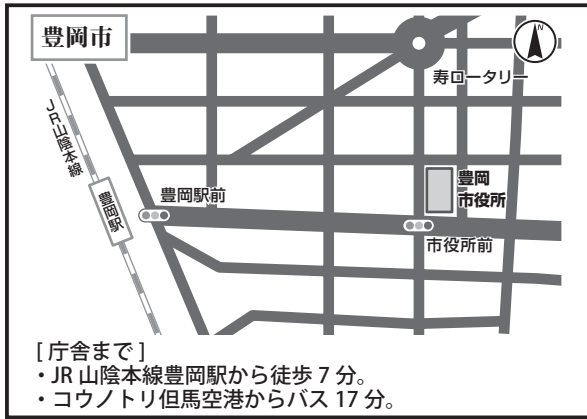 豊岡市
N
寿ロータリー
JR山陰本線
豊岡駅
豊岡駅前
豊岡
市役所
市役所前
[ 庁舎まで ]
・JR 山陰本線豊岡駅から徒歩 7 分。
・コウノトリ但馬空港からバス 17 分。